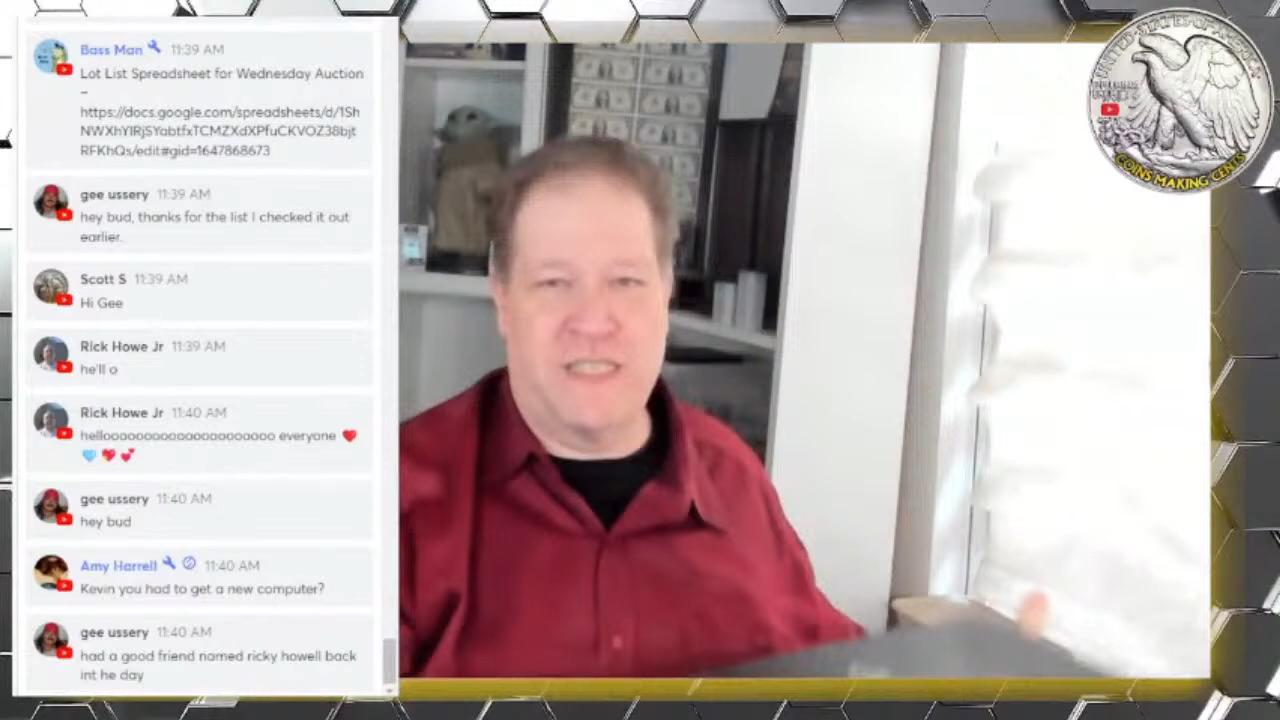 Bass Man 11:39 AM
Lot List Spreadsheet for Wednesday Auction
–
https://docs.google.com/spreadsheets/d/1Sh
RFKhQs/edit#gid=1647868673
gee ussery 11:39 AM
hey bud, thanks for the list I checked it out
earlier.
Scott S 11:39 AM
Hi Gee
Rick Howe Jr 11:39 AM
he'll o
Rick Howe Jr 11:40 AM
hellooooooooooooooooooooo everyone ❤️
🩵 💖 💕
gee ussery 11:40 AM
hey bud
Amy Harrell 11:40 AM
Kevin you had to get a new computer?
gee ussery 11:40 AM
had a good friend named ricky howell back
int he day
UNITED STATES OF AMERICA
COINS MAKING CENTS